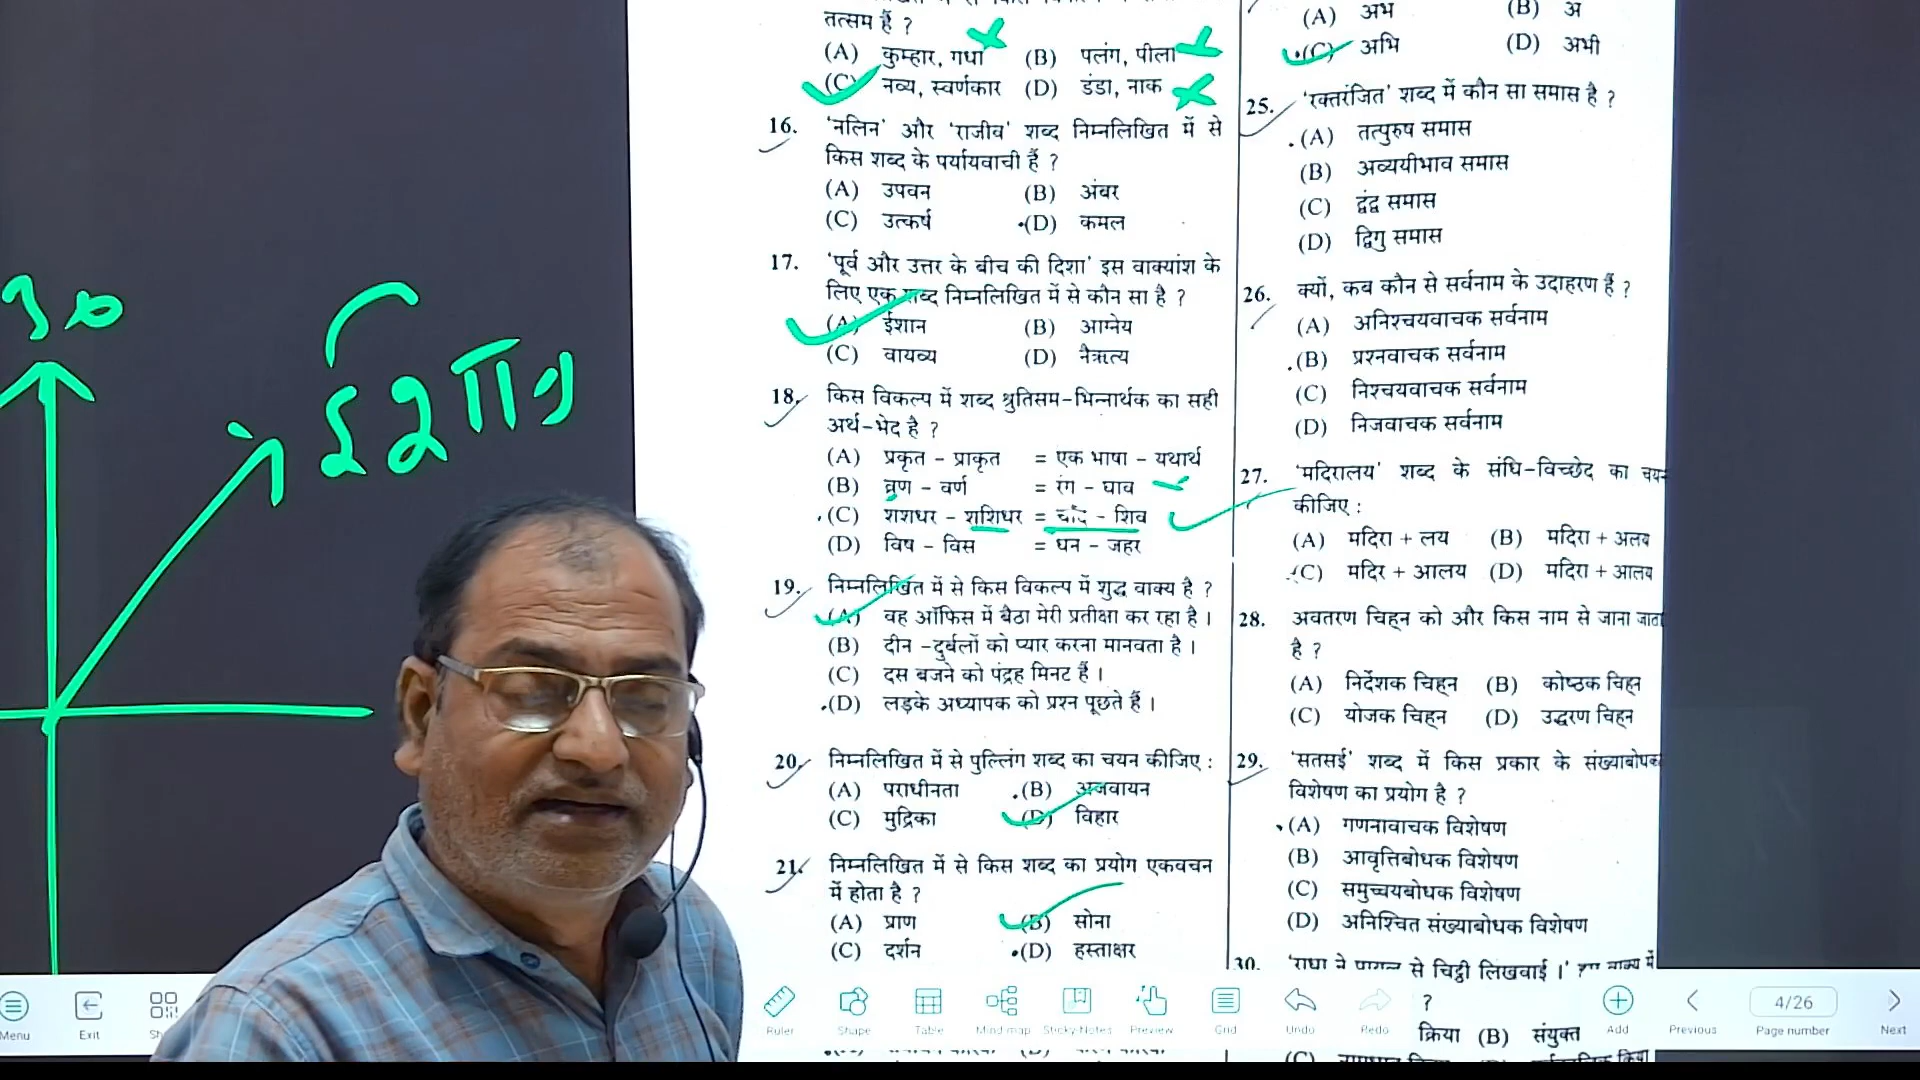 उ०
ईशान
तत्सम हैं ?
(A) कुम्हार, गधा (B) पलंग, पीला
(C) नव्य, स्वर्णकार (D) डंडा, नाक
16. 'नलिन' और 'राजीव' शब्द निम्नलिखित में से
किस शब्द के पर्यायवाची हैं ?
(A) उपवन (B) अंबर
(C) उत्कर्ष (D) कमल
17. 'पूर्व और उत्तर के बीच की दिशा' इस वाक्यांश के
लिए एक शब्द निम्नलिखित में से कौन सा है ?
(A) ईशान (B) आग्नेय
(C) वायव्य (D) नैऋत्य
18. किस विकल्प में शब्द श्रुतिसम-भिन्नार्थक का सही
अर्थ-भेद है ?
(A) प्रकृत - प्राकृत = एक भाषा - यथार्थ
(B) व्रण - वर्ण = रंग - घाव
(C) शशधर - शशिधर = चाँद - शिव
(D) विष - विस = धन - जहर
19. निम्नलिखित में से किस विकल्प में शुद्ध वाक्य है ?
(A) वह ऑफिस में बैठा मेरी प्रतीक्षा कर रहा है ।
(B) दीन -दुर्बलों को प्यार करना मानवता है ।
(C) दस बजने को पंद्रह मिनट हैं ।
(D) लड़के अध्यापक को प्रश्न पूछते हैं ।
20. निम्नलिखित में से पुल्लिंग शब्द का चयन कीजिए :
(A) पराधीनता (B) अजवायन
(C) मुद्रिका (D) विहार
21. निम्नलिखित में से किस शब्द का प्रयोग एकवचन
में होता है ?
(A) प्राण (B) सोना
(C) दर्शन (D) हस्ताक्षर
(A) अभ (B) अ
(C) अभि (D) अभी
25. 'रक्तरंजित' शब्द में कौन सा समास है ?
(A) तत्पुरुष समास
(B) अव्ययीभाव समास
(C) द्वंद्व समास
(D) द्विगु समास
26. क्यों, कब कौन से सर्वनाम के उदाहरण हैं ?
(A) अनिश्चयवाचक सर्वनाम
(B) प्रश्नवाचक सर्वनाम
(C) निश्चयवाचक सर्वनाम
(D) निजवाचक सर्वनाम
27. 'मदिरालय' शब्द के संधि-विच्छेद का चयन
कीजिए :
(A) मदिरा + लय (B) मदिरा + अलय
(C) मदिर + आलय (D) मदिरा + आलय
28. अवतरण चिह्न को और किस नाम से जाना जाता
है ?
(A) निर्देशक चिह्न (B) कोष्ठक चिह्न
(C) योजक चिह्न (D) उद्धरण चिह्न
29. 'सतसई' शब्द में किस प्रकार के संख्याबोधक
विशेषण का प्रयोग है ?
(A) गणनावाचक विशेषण
(B) आवृत्तिबोधक विशेषण
(C) समुच्चयबोधक विशेषण
(D) अनिश्चित संख्याबोधक विशेषण
30. 'राधा ने से चिट्ठी लिखवाई ।' वाक्य में
?
क्रिया (B) संयुक्त
Menu Exit Ruler Shape Table Mind map Sticky Notes Preview Grid Undo Redo Add Previous 4/26 Page number Next